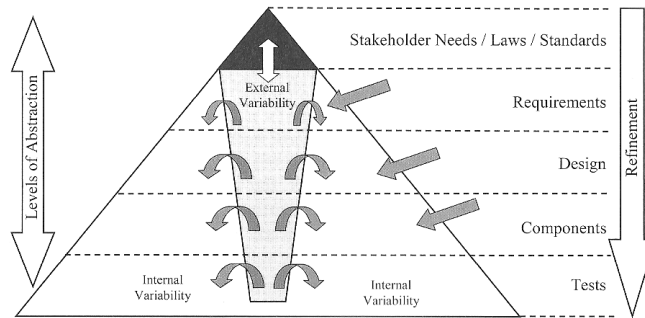 Stakeholder Needs / Laws / Standards
External
Variability
Requirements
Levels of Abstraction
Design
Refinement
Components
Internal
Variability
Internal
Variability
Tests